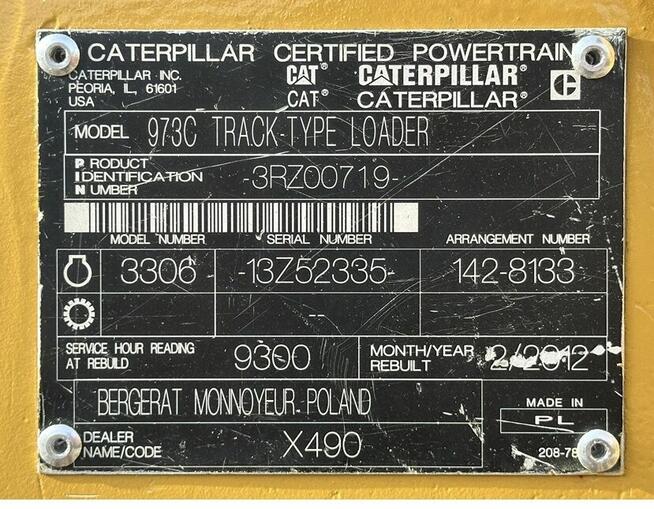 CATERPILLAR CERTIFIED POWERTRAIN
CATERPILLAR INC. CAT CATERPILLAR®
PEORIA, IL, 61601
USA CAT® CATERPILLAR®
MODEL 973C TRACK-TYPE LOADER
PRODUCT
IDENTIFICATION -3RZ00719-
NUMBER
MODEL NUMBER SERIAL NUMBER ARRANGEMENT NUMBER
3306 -13Z52335- 142-8133
--
SERVICE HOUR READING MONTH/YEAR
AT REBUILD 9300 REBUILT 2/2012
BERGERAT MONNOYEUR POLAND MADE IN
PL
DEALER
NAME/CODE X490 208-78